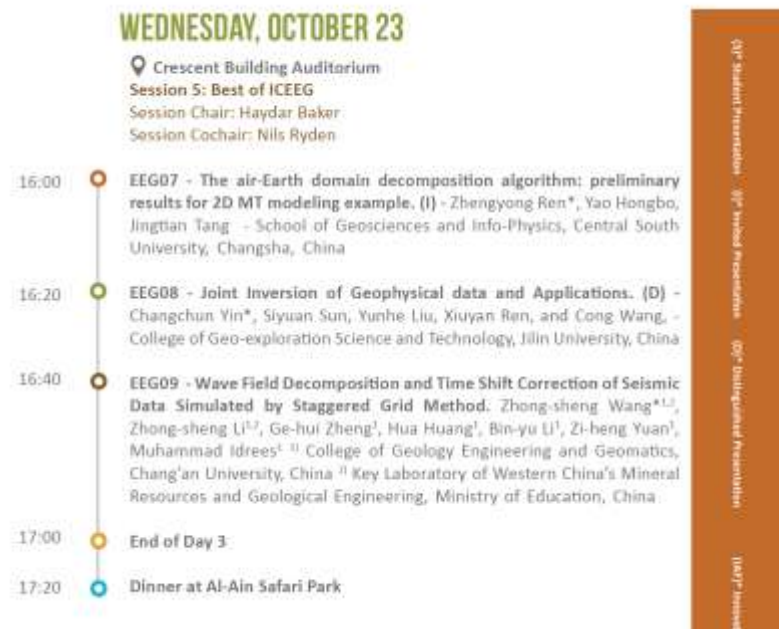 WEDNESDAY, OCTOBER 23
Crescent Building Auditorium
Session 5: Best of ICEEG
Session Chair: Haydar Baker
Session Cochair: Nils Ryden
16:00
EEG07 - The air-Earth domain decomposition algorithm: preliminary
results for 2D MT modeling example. (I) - Zhengyong Ren*, Yao Hongbo,
Jingtian Tang - School of Geosciences and Info-Physics, Central South
University, Changsha, China
16:20
EEG08 - Joint Inversion of Geophysical data and Applications. (D) -
Changchun Yin*, Siyuan Sun, Yunhe Liu, Xiuyan Ren, and Cong Wang, -
College of Geo-exploration Science and Technology, Jilin University, China
16:40
EEG09 - Wave Field Decomposition and Time Shift Correction of Seismic
Data Simulated by Staggered Grid Method. Zhong-sheng Wang*¹,²,
Zhong-sheng Li¹,², Ge-hui Zheng¹, Hua Huang¹, Bin-yu Li¹, Zi-heng Yuan¹,
Muhammad Idrees¹ ¹⁾ College of Geology Engineering and Geomatics,
Chang'an University, China ²⁾ Key Laboratory of Western China's Mineral
Resources and Geological Engineering, Ministry of Education, China
17:00
End of Day 3
17:20
Dinner at Al-Ain Safari Park
(S)* Student Presentation (I)* Invited Presentation (D)* Distinguished Presentation (IAF)*